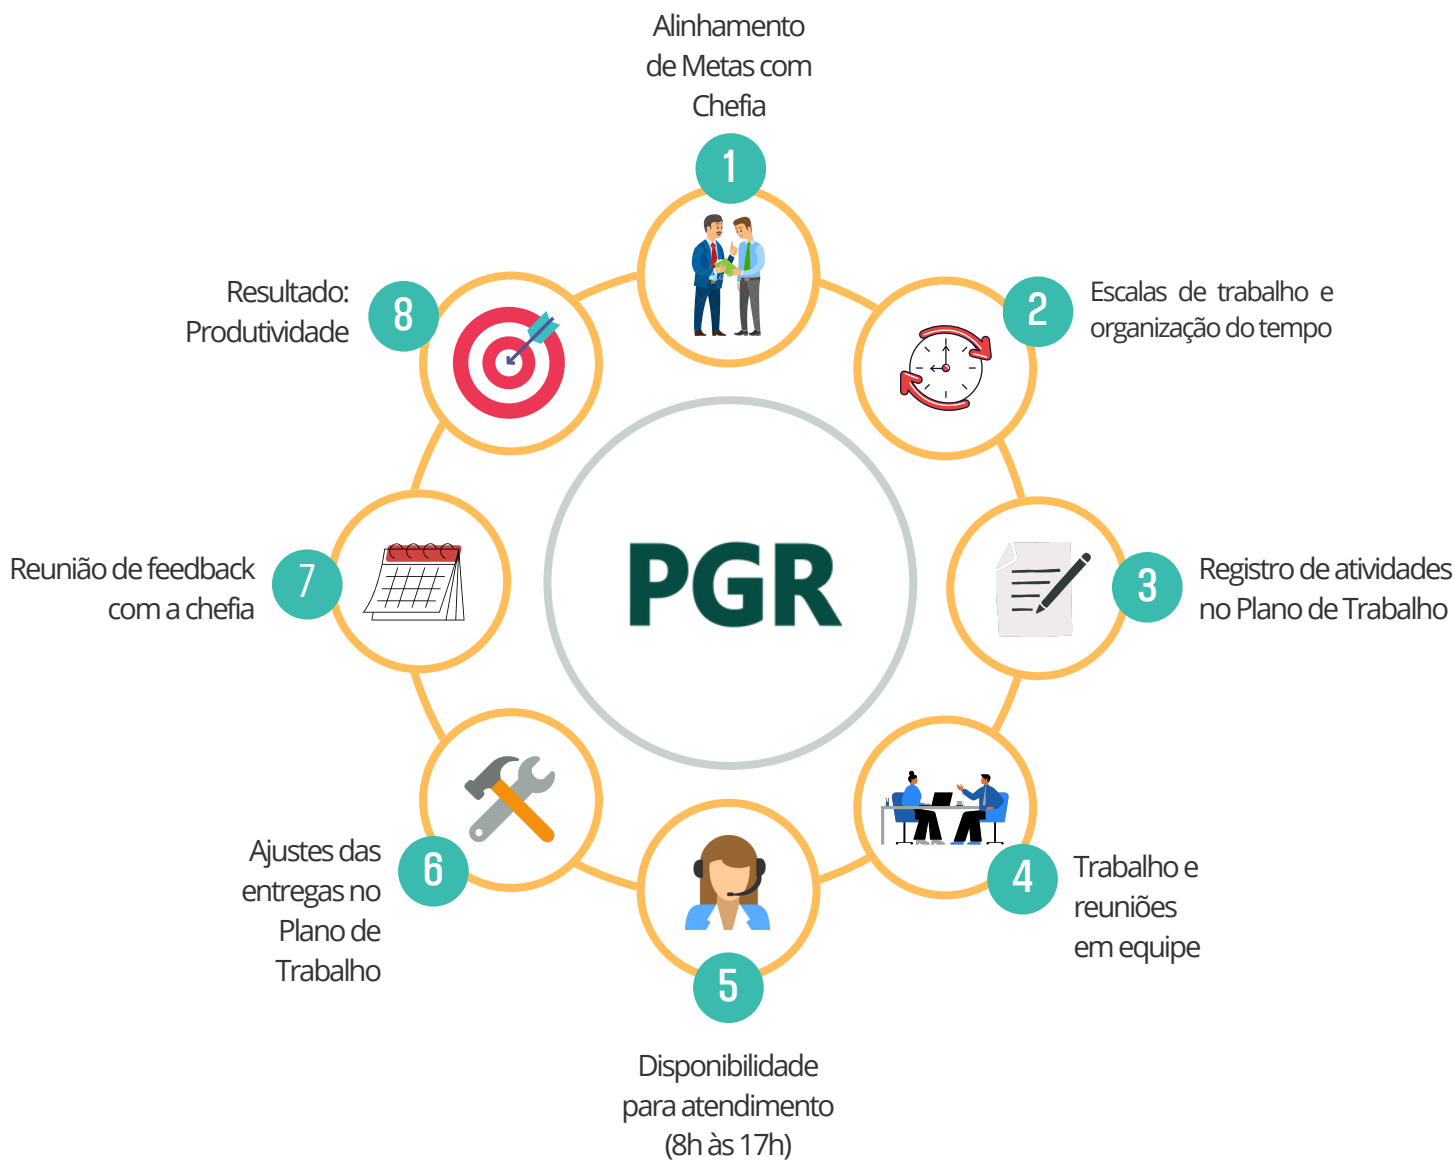 Alinhamento
de Metas com
Chefia
1
2
Escalas de trabalho e
organização do tempo
3
Registro de atividades
no Plano de Trabalho
4
Trabalho e
reuniões
em equipe
5
Disponibilidade
para atendimento
(8h às 17h)
6
Ajustes das
entregas no
Plano de
Trabalho
7
Reunião de feedback
com a chefia
8
Resultado:
Produtividade
PGR